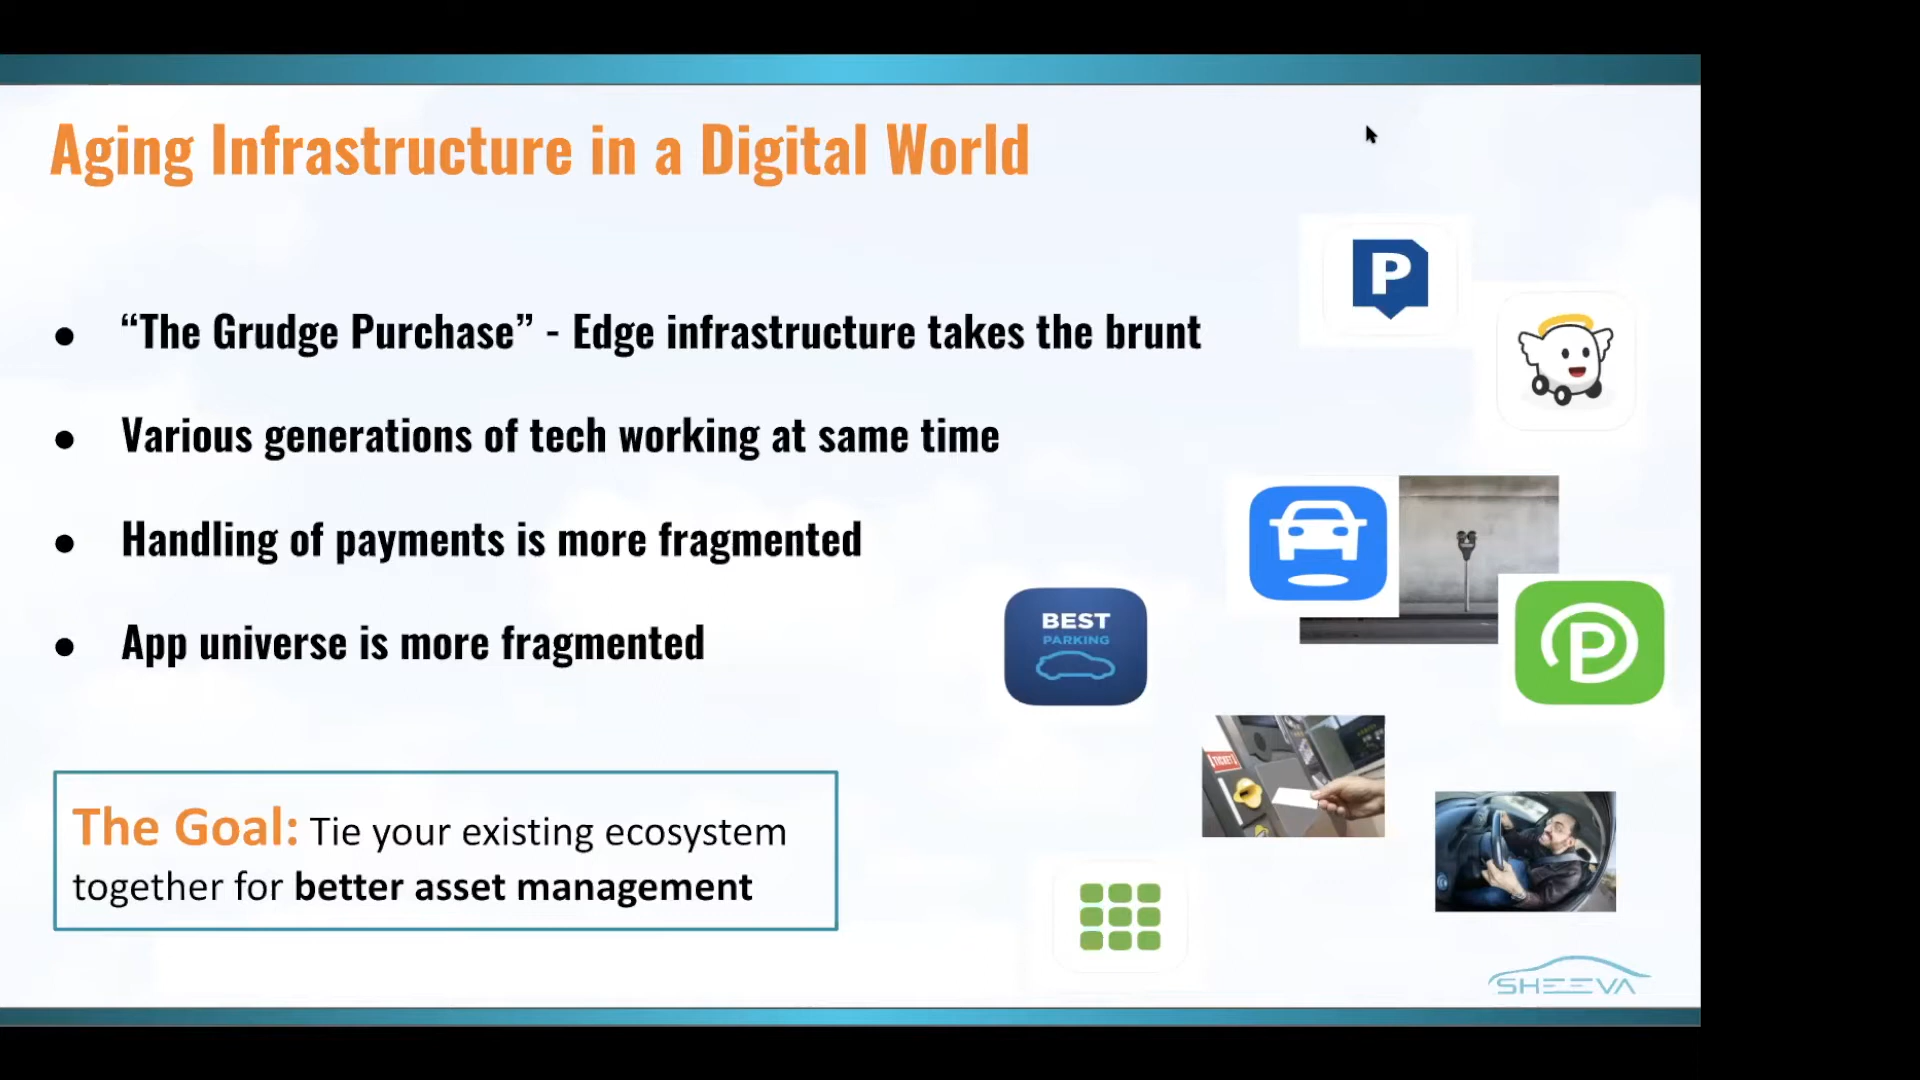 Aging Infrastructure in a Digital World
● “The Grudge Purchase” - Edge infrastructure takes the brunt
● Various generations of tech working at same time
● Handling of payments is more fragmented
● App universe is more fragmented
The Goal: Tie your existing ecosystem
together for better asset management
P
BEST
PARKING
P
TICKET
SHEEVA